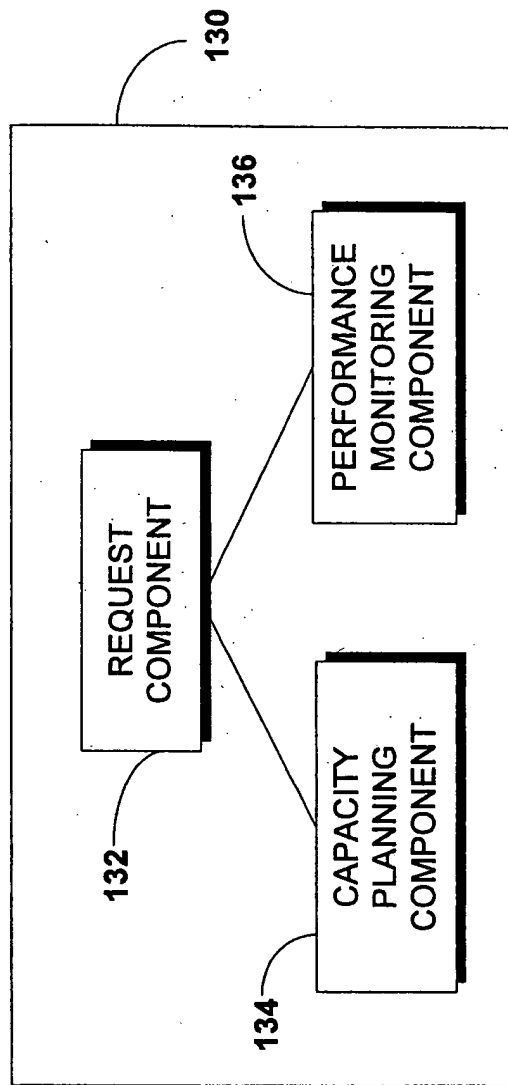 130
132
REQUEST
COMPONENT
134
CAPACITY
PLANNING
COMPONENT
136
PERFORMANCE
MONITORING
COMPONENT